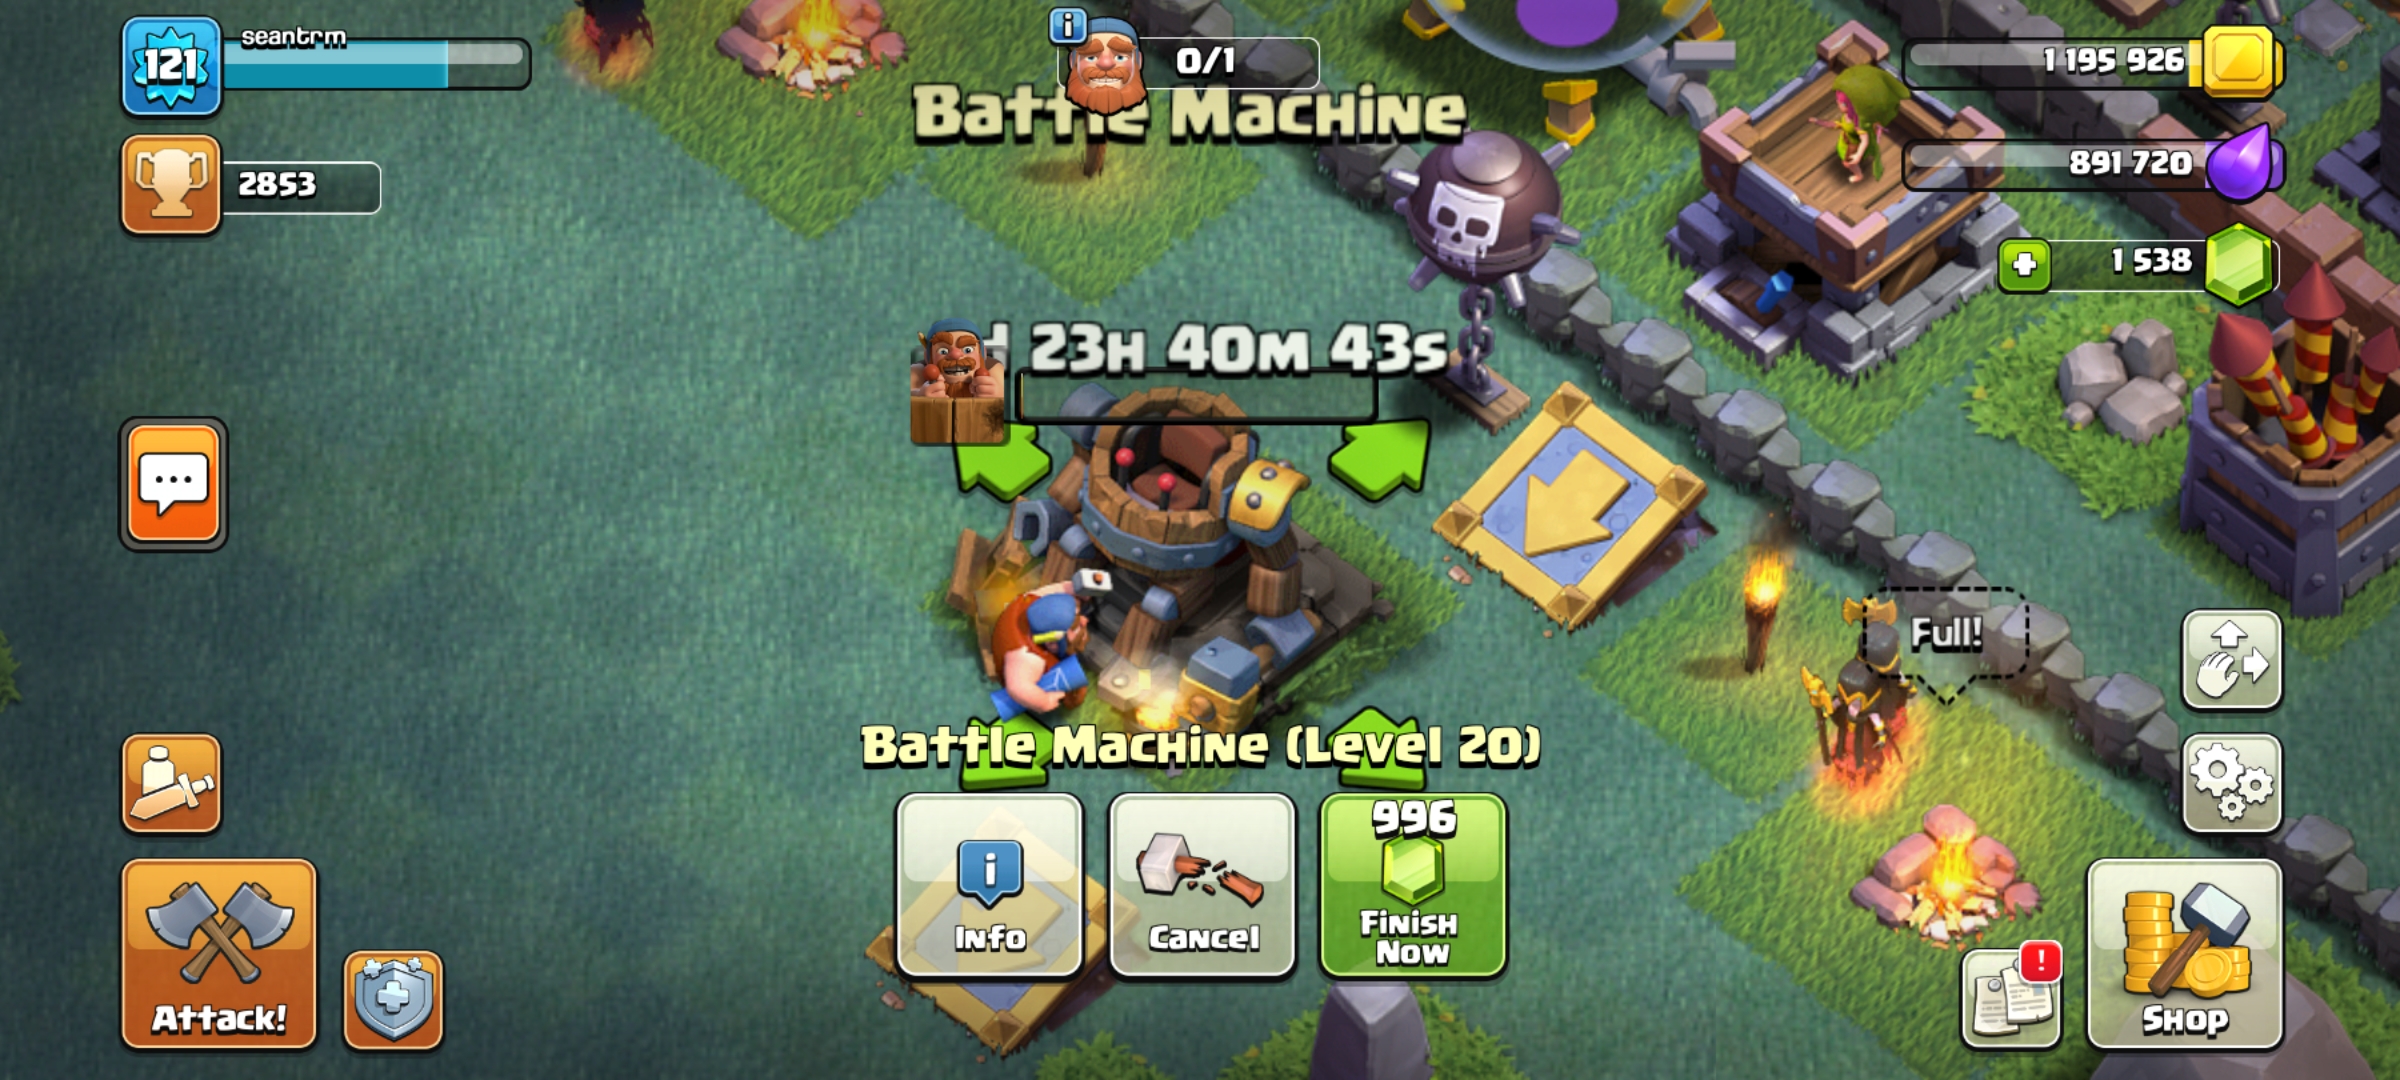 121
seantrm
0/1
1 195 926
Battle Machine
2853
891 720
1 538
23H 40M 43s
Full!
Battle Machine (Level 20)
996
Info
Cancel
Finish
Now
Attack!
!
Shop